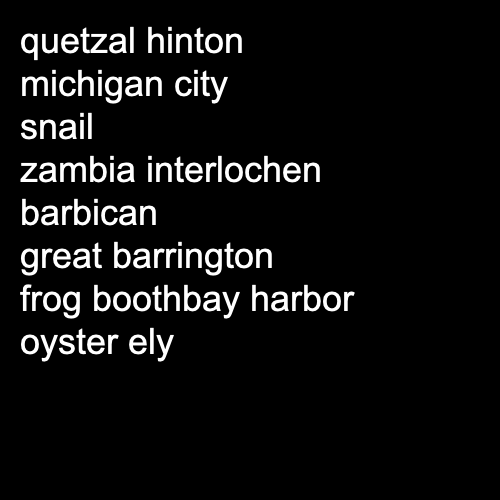 quetzal hinton
michigan city
snail
zambia interlochen
barbican
great barrington
frog boothbay harbor
oyster ely